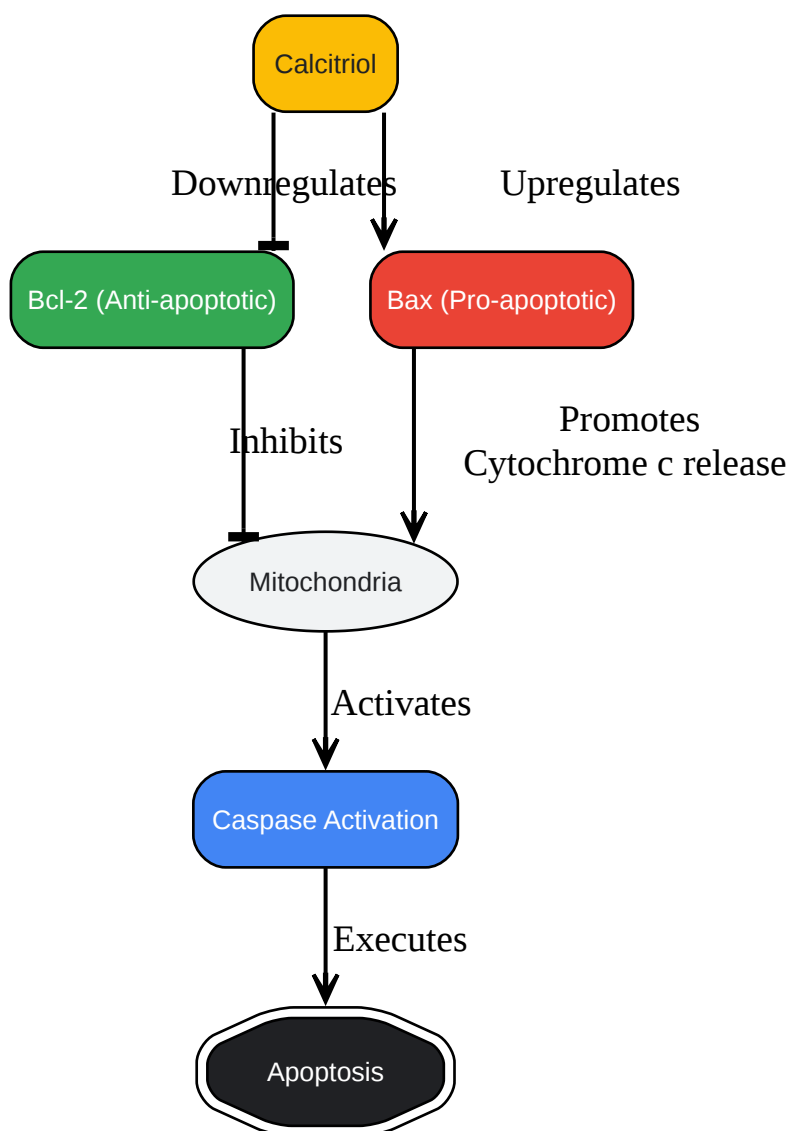 Calcitriol
Downregulates
Upregulates
Bcl-2 (Anti-apoptotic)
Bax (Pro-apoptotic)
Inhibits
Promotes
Cytochrome c release
Mitochondria
Activates
Caspase Activation
Executes
Apoptosis